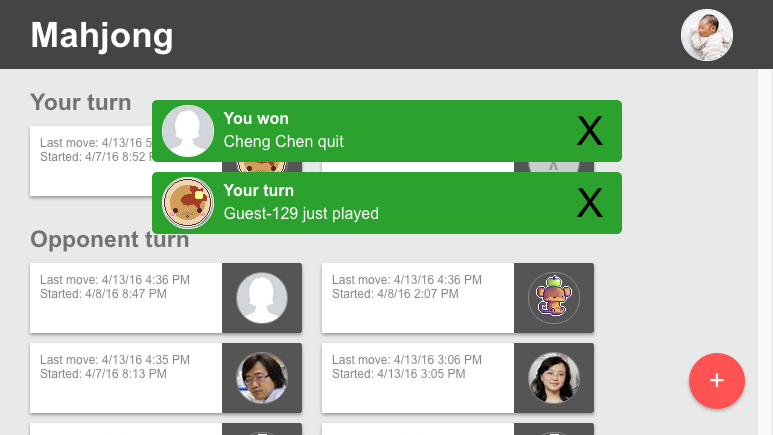 Mahjong
Your turn
Last move: 4/13/16 5
Started: 4/7/16 8:52
You won
Cheng Chen quit
X
Your turn
Guest-129 just played
X
Opponent turn
Last move: 4/13/16 4:36 PM
Started: 4/8/16 8:47 PM
Last move: 4/13/16 4:36 PM
Started: 4/8/16 2:07 PM
Last move: 4/13/16 4:35 PM
Started: 4/7/16 8:13 PM
Last move: 4/13/16 3:06 PM
Started: 4/13/16 3:05 PM
+